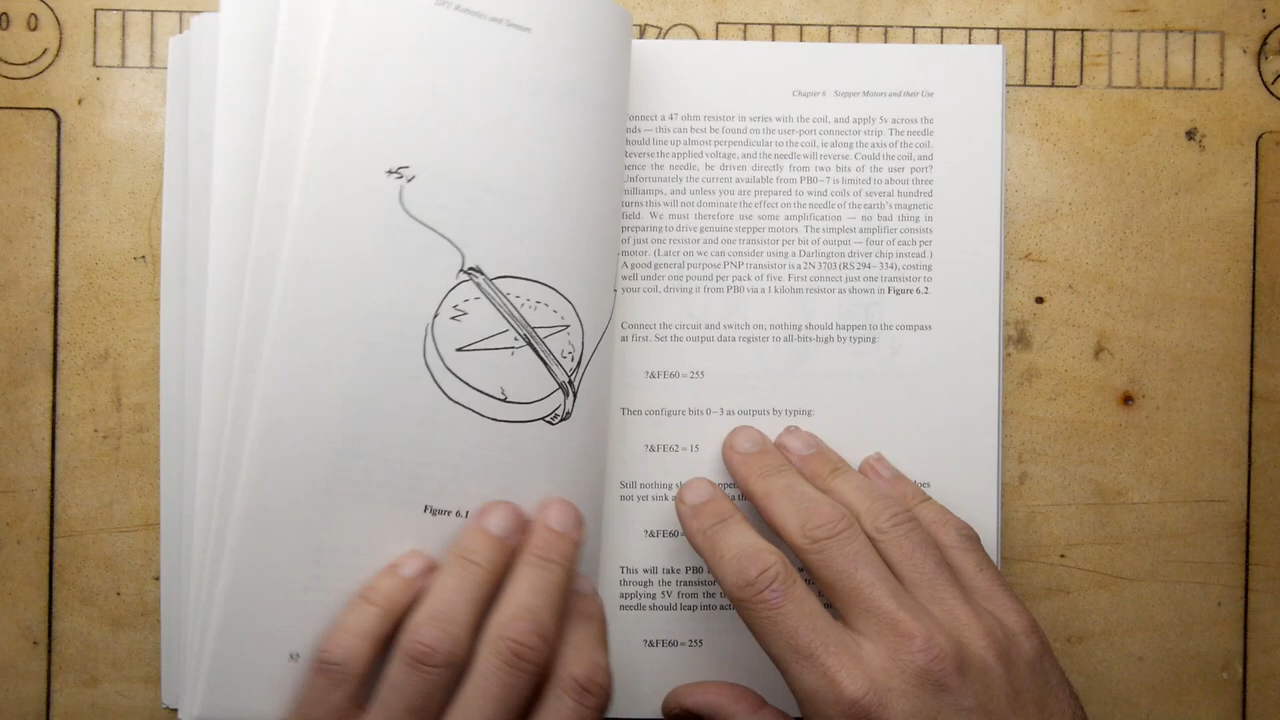 DIY Robotics and Sensors
+5v
N
Figure 6.1
52
Chapter 6 Stepper Motors and their Use
onnect a 47 ohm resistor in series with the coil, and apply 5v across the
nds — this can best be found on the user-port connector strip. The needle
hould line up almost perpendicular to the coil, ie along the axis of the coil.
Reverse the applied voltage, and the needle will reverse. Could the coil, and
hence the needle, be driven directly from two bits of the user port?
Unfortunately the current available from PB0–7 is limited to about three
milliamps, and unless you are prepared to wind coils of several hundred
turns this will not dominate the effect on the needle of the earth's magnetic
field. We must therefore use some amplification — no bad thing in
preparing to drive genuine stepper motors. The simplest amplifier consists
of just one resistor and one transistor per bit of output — four of each per
motor. (Later on we can consider using a Darlington driver chip instead.)
A good general purpose PNP transistor is a 2N 3703 (RS 294–334), costing
well under one pound per pack of five. First connect just one transistor to
your coil, driving it from PB0 via a 1 kilohm resistor as shown in Figure 6.2.
Connect the circuit and switch on; nothing should happen to the compass
at first. Set the output data register to all-bits-high by typing:
?&FE60 = 255
Then configure bits 0–3 as outputs by typing:
?&FE62 = 15
Still nothing does
not yet sink
?&FE60 =
This will take PB0
through the transistor
applying 5V from the
needle should leap into
?&FE60 = 255